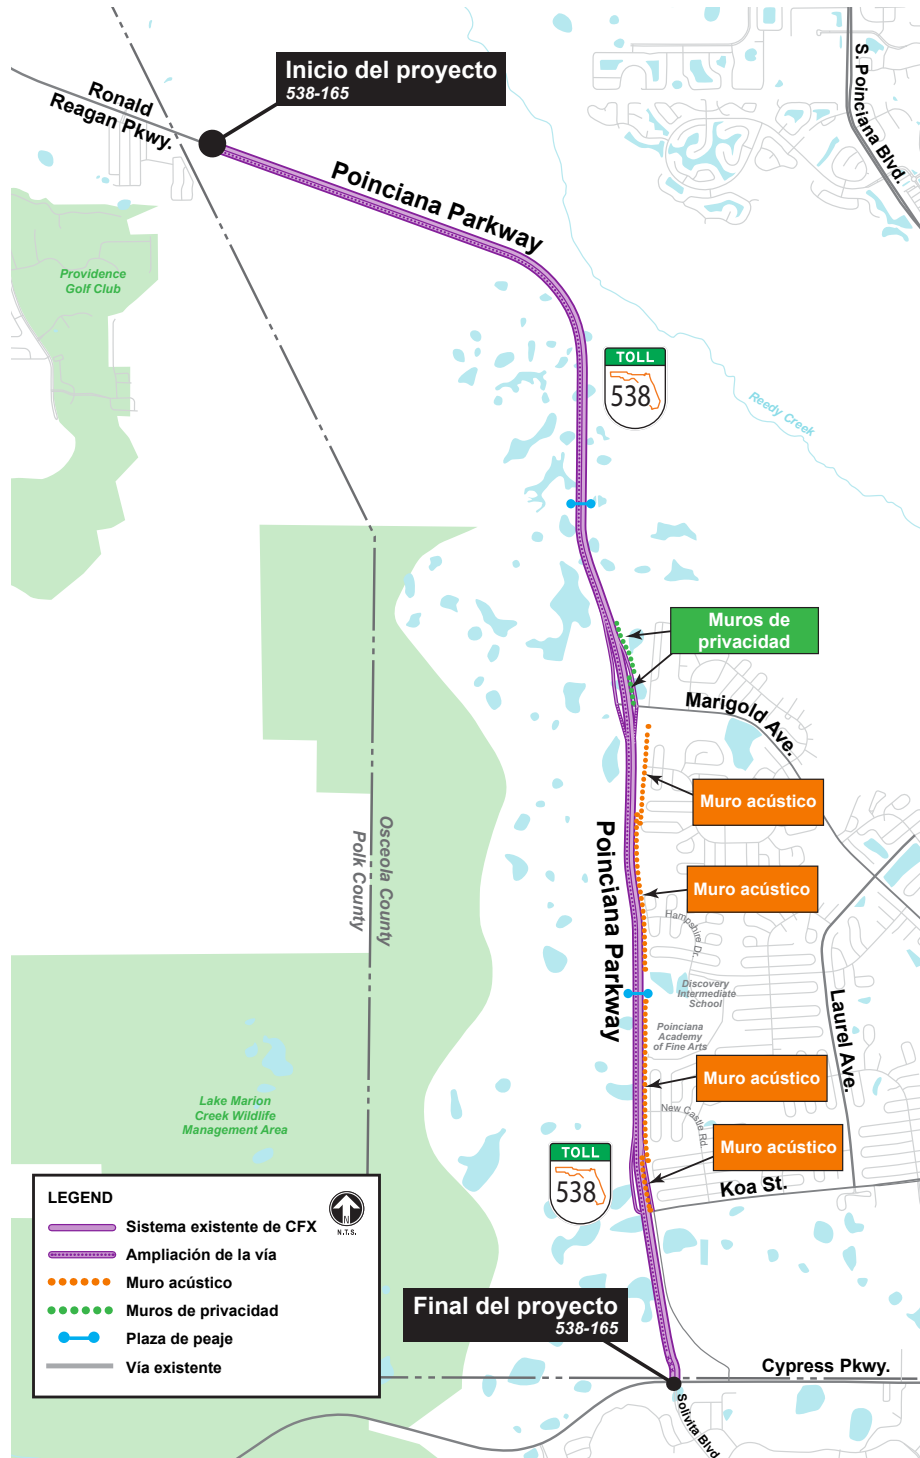 Inicio del proyecto
538-165
Ronald
Reagan Pkwy.
S. Poinciana Blvd.
Poinciana Parkway
Providence
Golf Club
TOLL
538
Reedy Creek
Muros de
privacidad
Marigold Ave.
Muro acústico
Osceola County
Polk County
Poinciana Parkway
Muro acústico
Hampshire Dr.
Discovery
Intermediate
School
Laurel Ave.
Poinciana
Academy
of Fine Arts
Muro acústico
Lake Marion
Creek Wildlife
Management Area
New Castle Rd.
Muro acústico
TOLL
538
Koa St.
LEGEND
N
N.T.S.
Sistema existente de CFX
Ampliación de la vía
Muro acústico
Muros de privacidad
Plaza de peaje
Vía existente
Final del proyecto
538-165
Cypress Pkwy.
Solivita Blvd